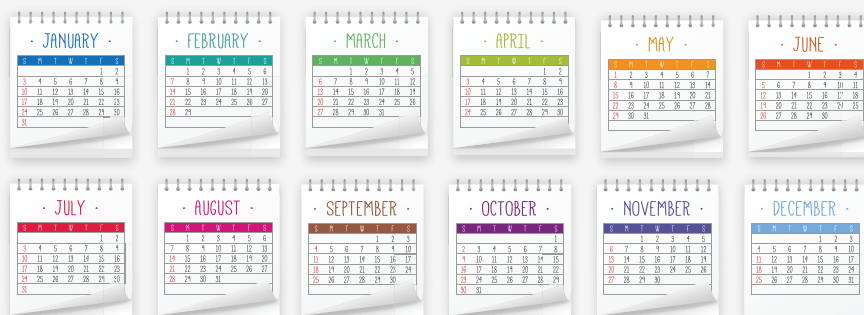 JANUARY
S M T W T F S
1 2
3 4 5 6 7 8 9
10 11 12 13 14 15 16
17 18 19 20 21 22 23
24 25 26 27 28 29 30
31
FEBRUARY
S M T W T F S
1 2 3 4 5 6
7 8 9 10 11 12 13
14 15 16 17 18 19 20
21 22 23 24 25 26 27
28 29
MARCH
S M T W T F S
1 2 3 4 5
6 7 8 9 10 11 12
13 14 15 16 17 18 19
20 21 22 23 24 25 26
27 28 29 30 31
APRIL
S M T W T F S
1 2
3 4 5 6 7 8 9
10 11 12 13 14 15 16
17 18 19 20 21 22 23
24 25 26 27 28 29 30
MAY
S M T W T F S
1 2 3 4 5 6 7
8 9 10 11 12 13 14
15 16 17 18 19 20 21
22 23 24 25 26 27 28
29 30 31
JUNE
S M T W T F S
1 2 3 4
5 6 7 8 9 10 11
12 13 14 15 16 17 18
19 20 21 22 23 24 25
26 27 28 29 30
JULY
S M T W T F S
1 2
3 4 5 6 7 8 9
10 11 12 13 14 15 16
17 18 19 20 21 22 23
24 25 26 27 28 29 30
31
AUGUST
S M T W T F S
1 2 3 4 5 6
7 8 9 10 11 12 13
14 15 16 17 18 19 20
21 22 23 24 25 26 27
28 29 30 31
SEPTEMBER
S M T W T F S
1 2 3
4 5 6 7 8 9 10
11 12 13 14 15 16 17
18 19 20 21 22 23 24
25 26 27 28 29 30
OCTOBER
S M T W T F S
1
2 3 4 5 6 7 8
9 10 11 12 13 14 15
16 17 18 19 20 21 22
23 24 25 26 27 28 29
30 31
NOVEMBER
S M T W T F S
1 2 3 4 5
6 7 8 9 10 11 12
13 14 15 16 17 18 19
20 21 22 23 24 25 26
27 28 29 30
DECEMBER
S M T W T F S
1 2 3
4 5 6 7 8 9 10
11 12 13 14 15 16 17
18 19 20 21 22 23 24
25 26 27 28 29 30 31